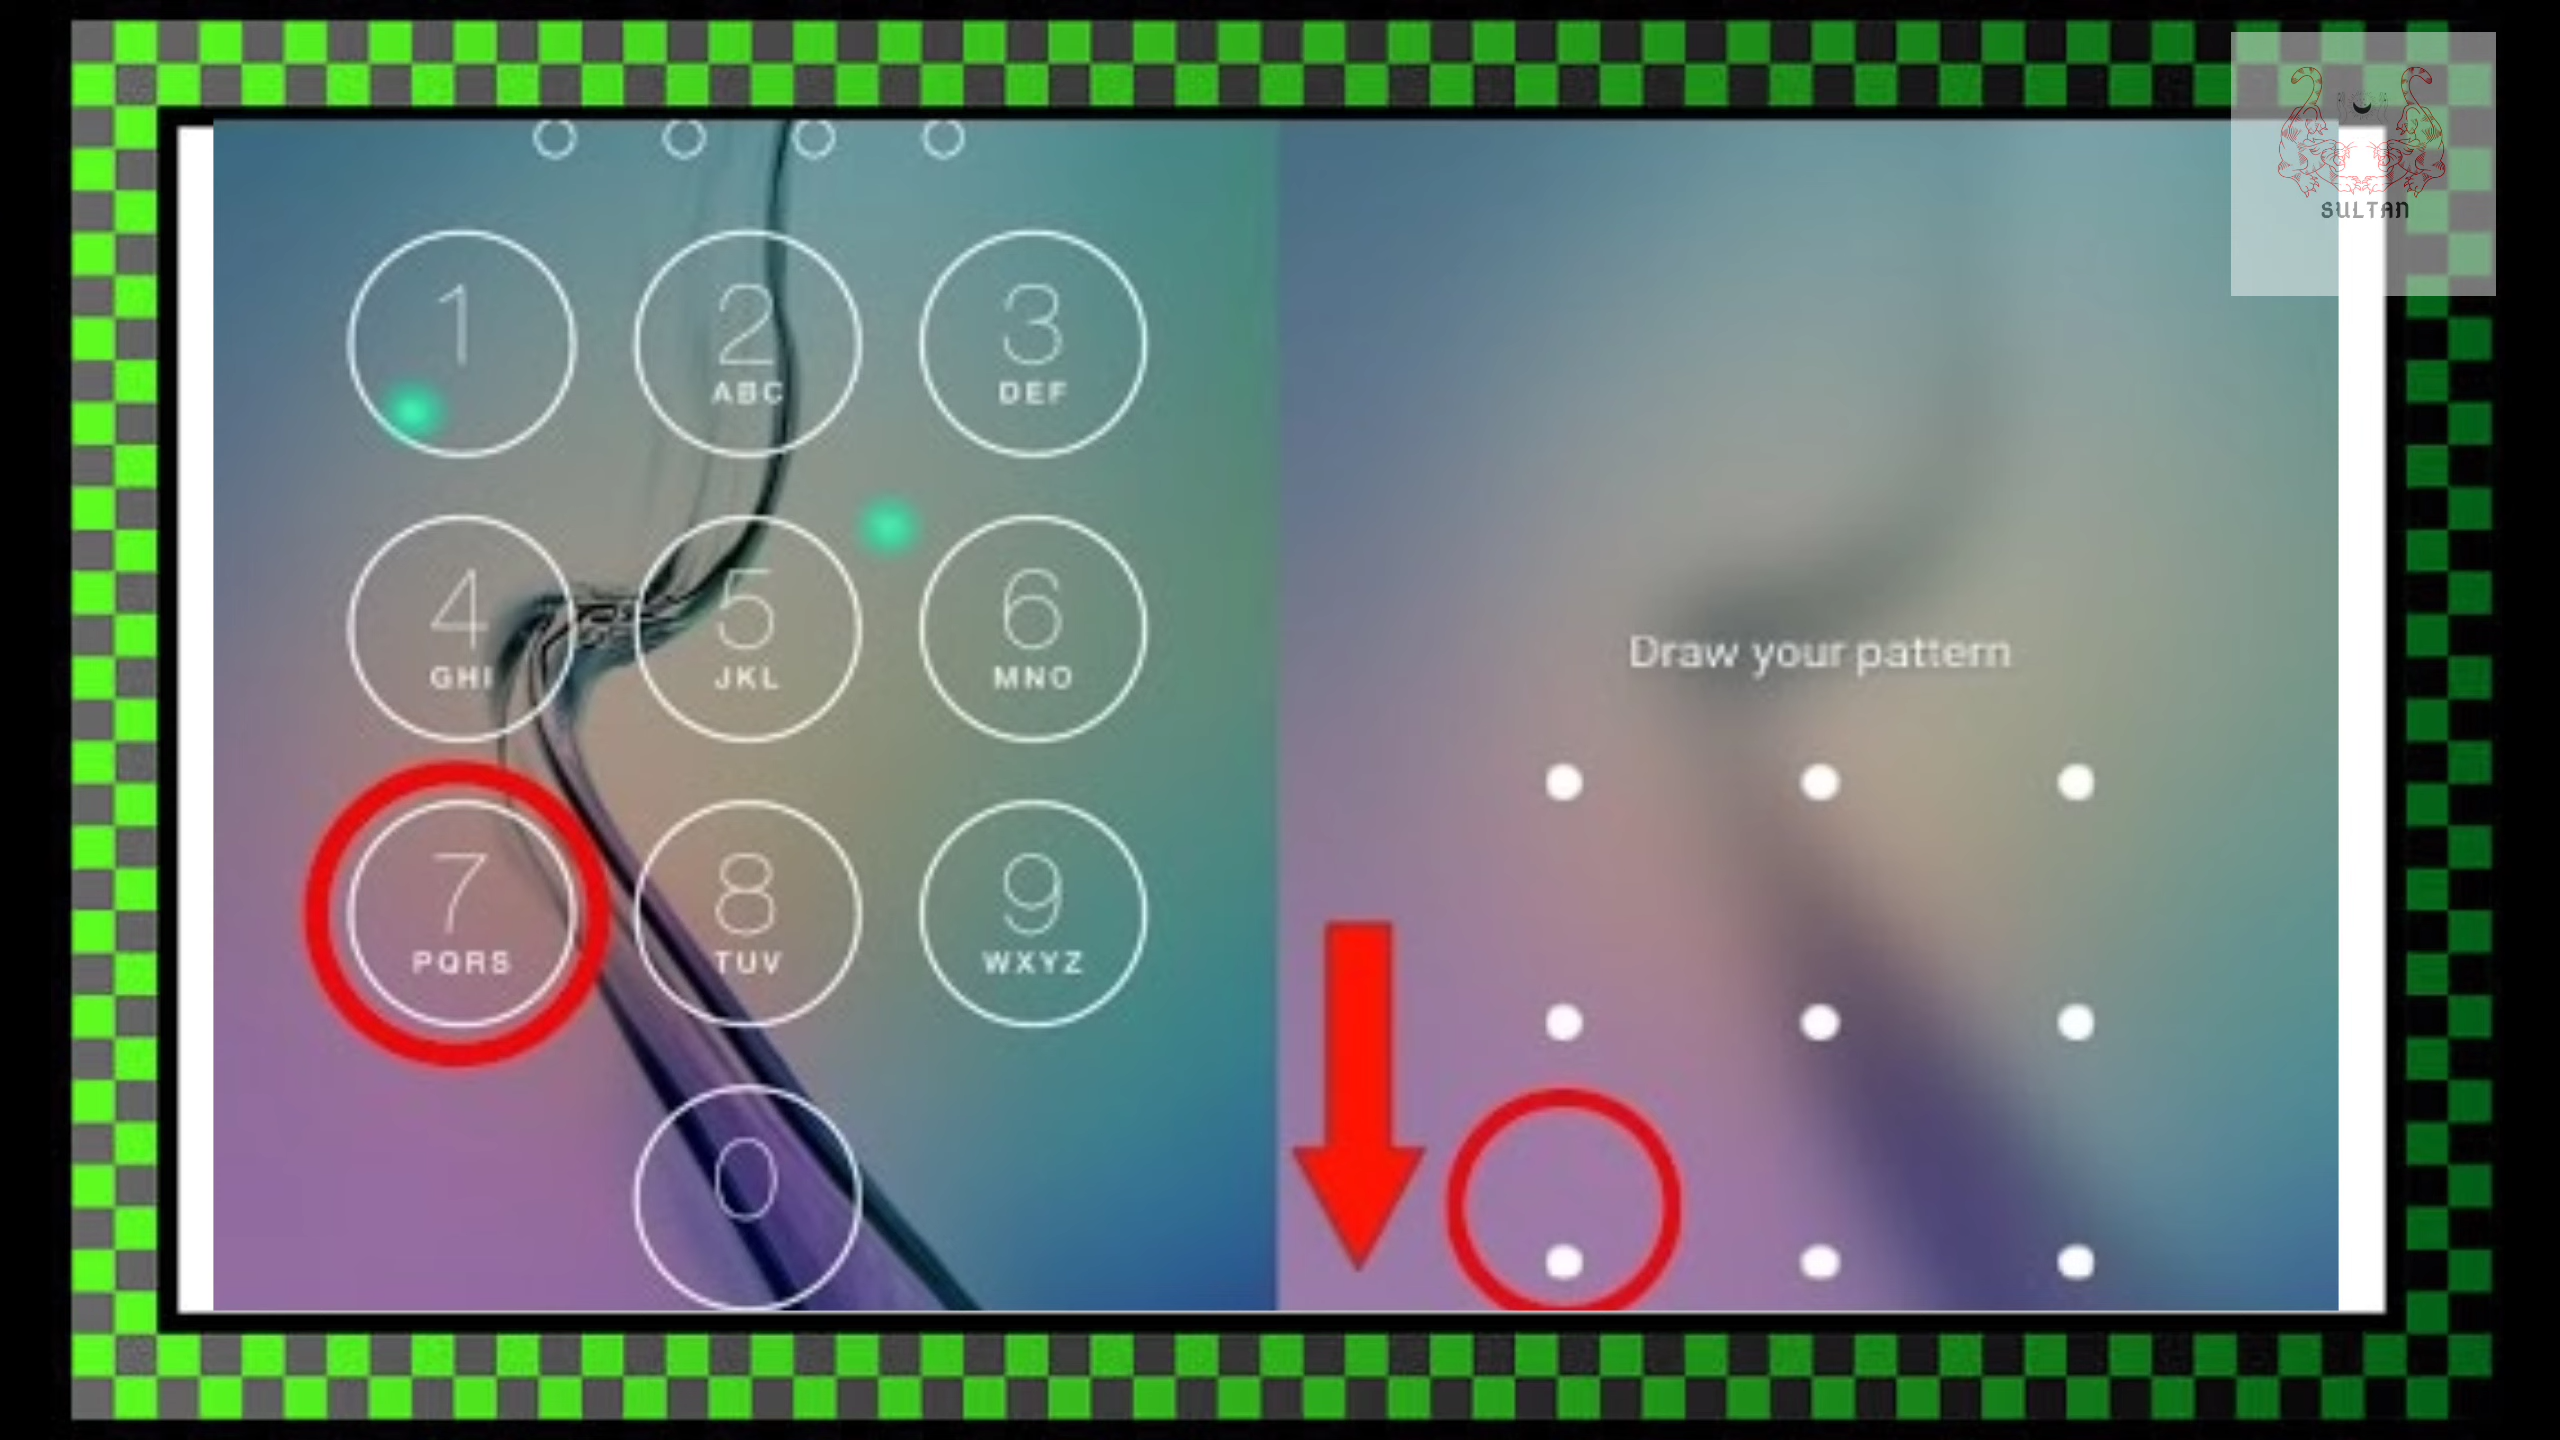 1
2
ABC
3
DEF
4
GHI
5
JKL
6
MNO
7
PQRS
8
TUV
9
WXYZ
0
Draw your pattern
SULTAN